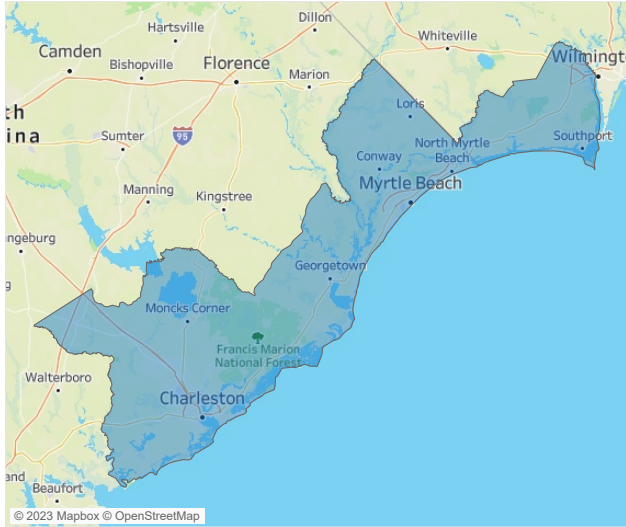 Dillon
Hartsville
Whiteville
Camden
Bishopville
Florence
Wilmingt
Marion
Loris
th
ina
95
Sumter
North Myrtle
Beach
Southport
Conway
Manning
Myrtle Beach
Kingstree
ngeburg
Georgetown
g
Moncks Corner
Francis Marion
National Forest
Walterboro
Charleston
and
Beaufort
© 2023 Mapbox © OpenStreetMap